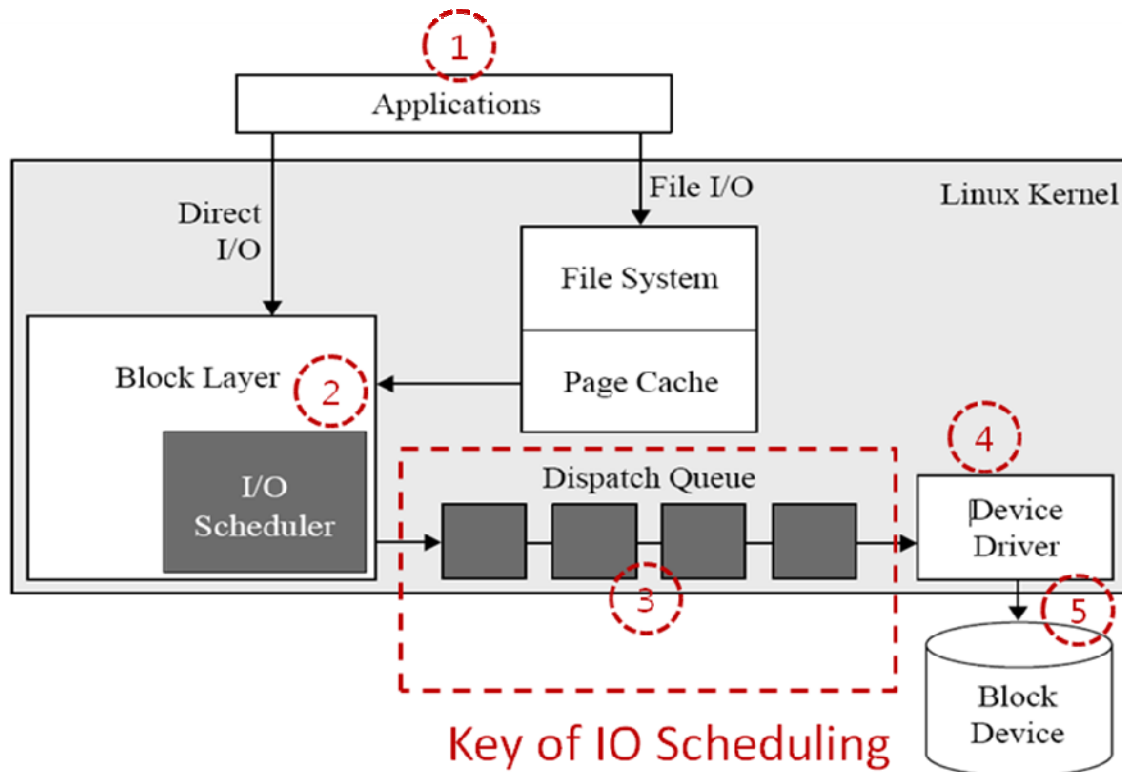 1
Applications
Direct
I/O
File I/O
Linux Kernel
File System
Page Cache
Block Layer
2
I/O
Scheduler
Dispatch Queue
3
4
Device
Driver
5
Block
Device
Key of IO Scheduling